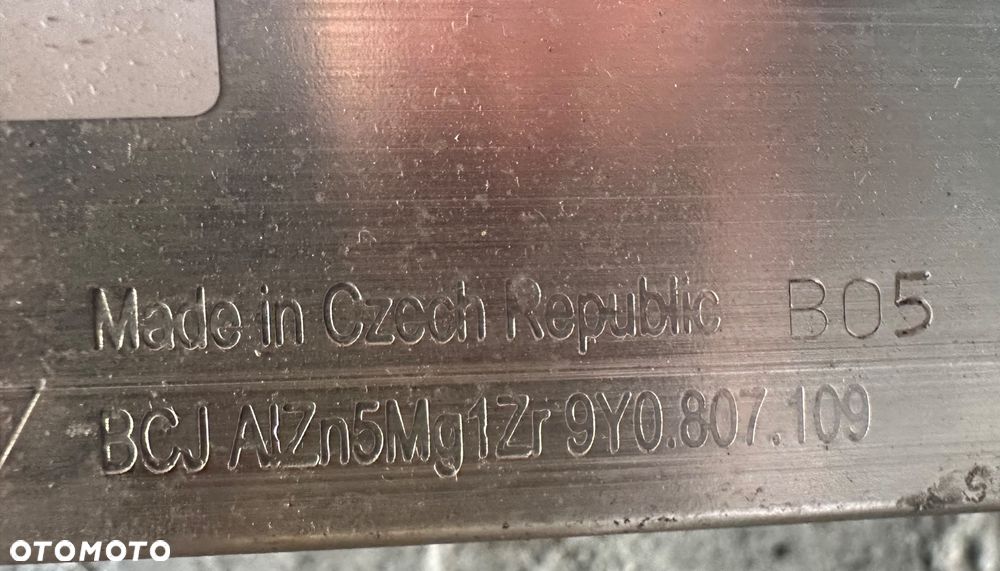 Made in Czech Republic B05
BCJ AlZn5Mg1Zr 9Y0.807.109
OTOMOTO